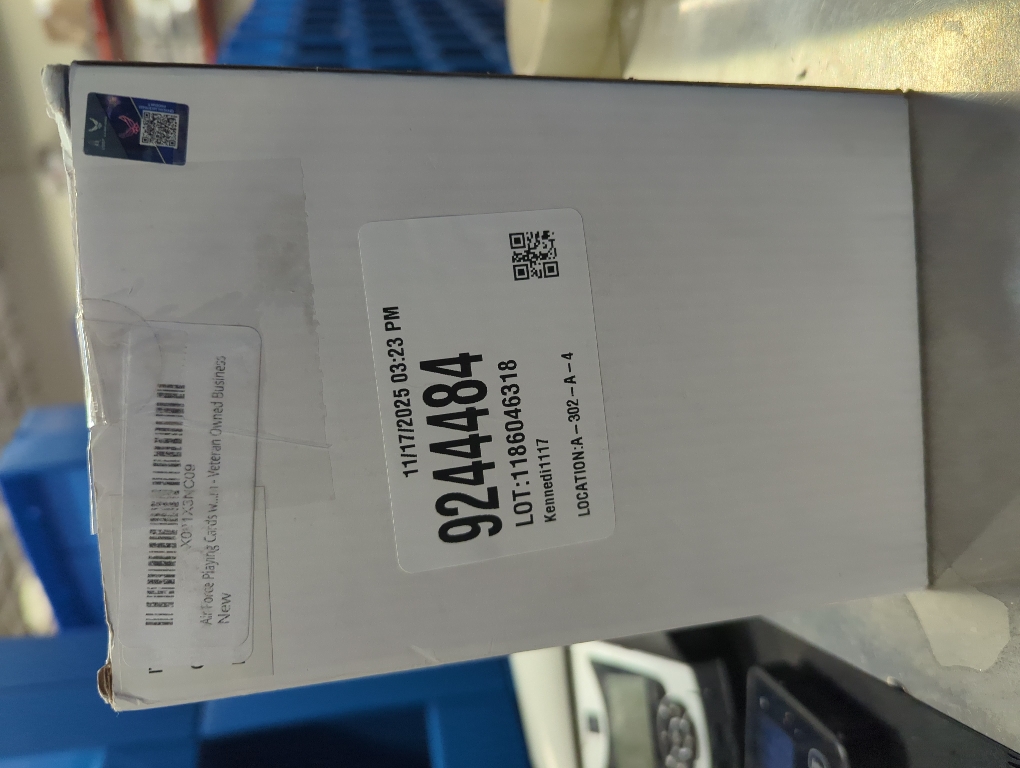 Air Force Playing Cards w...n - Veteran Owned Business
New
11/17/2025 03:23 PM
9244484
LOT:1186046318
Kennedi1117
LOCATION:A-302-A-4